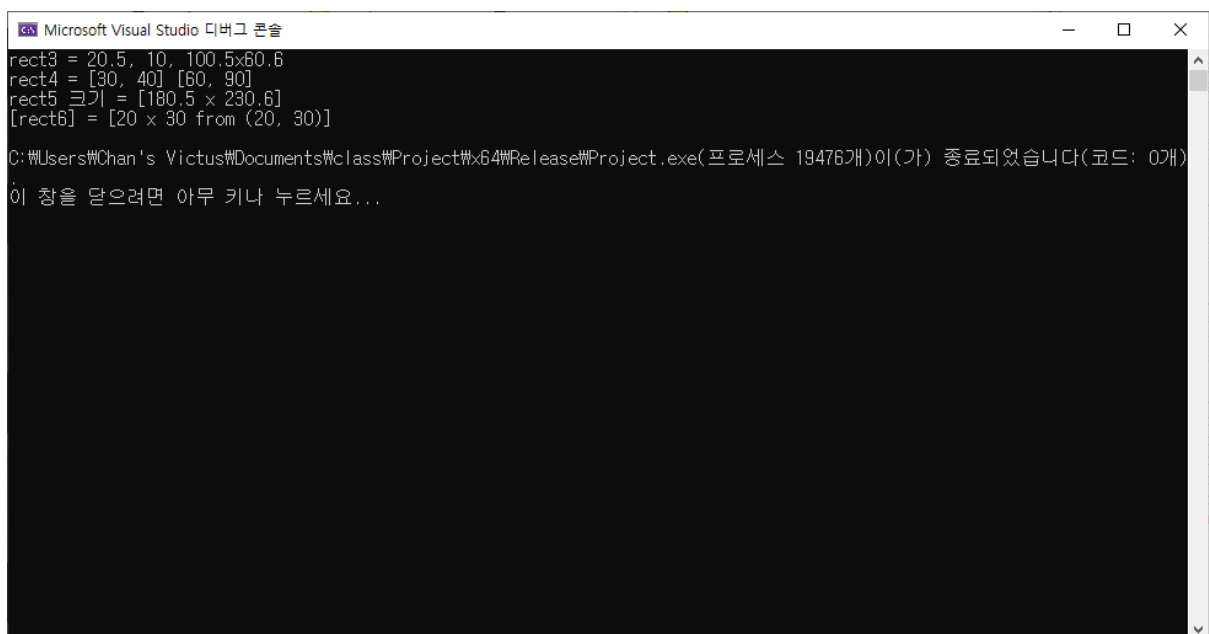 Microsoft Visual Studio 디버그 콘솔
rect3 = 20.5, 10, 100.5x60.6
rect4 = [30, 40] [60, 90]
rect5 크기 = [180.5 x 230.6]
[rect6] = [20 x 30 from (20, 30)]
C:₩Users₩Chan's Victus₩Documents₩class₩Project₩x64₩Release₩Project.exe(프로세스 19476개)이(가) 종료되었습니다(코드: 0개)
.
이 창을 닫으려면 아무 키나 누르세요...